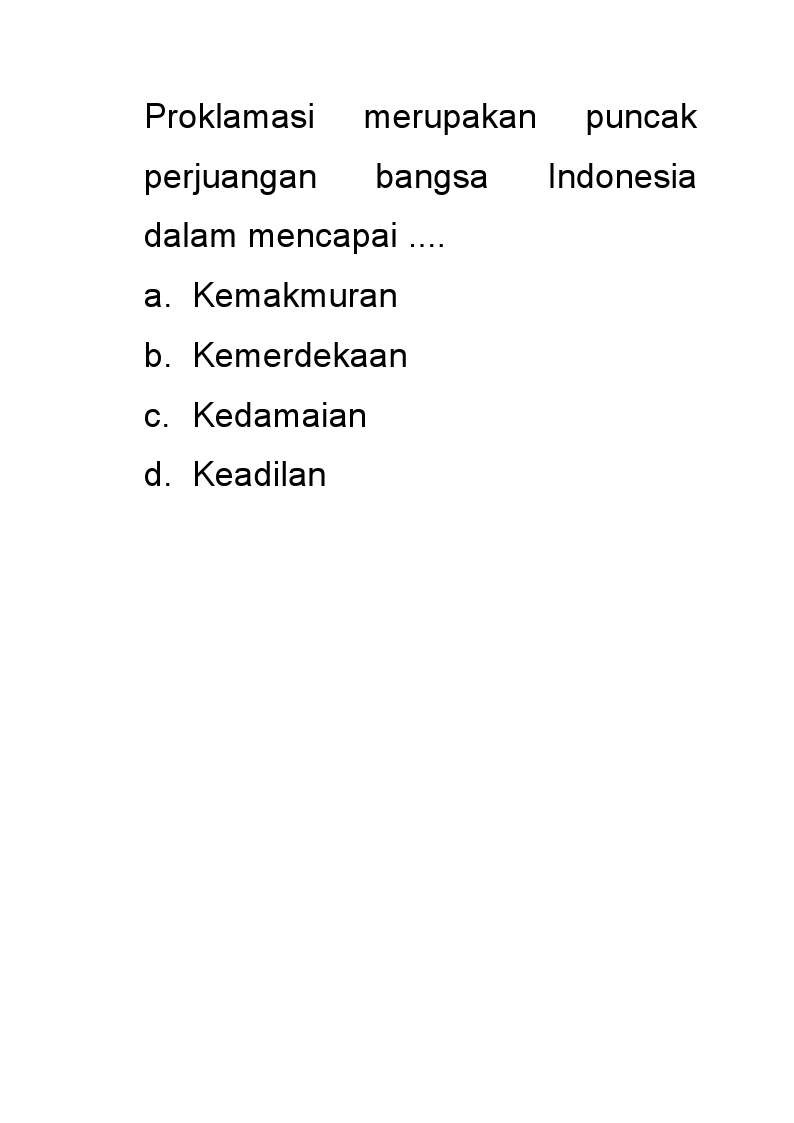 Proklamasi merupakan puncak
perjuangan bangsa Indonesia
dalam mencapai ....
a. Kemakmuran
b. Kemerdekaan
c. Kedamaian
d. Keadilan